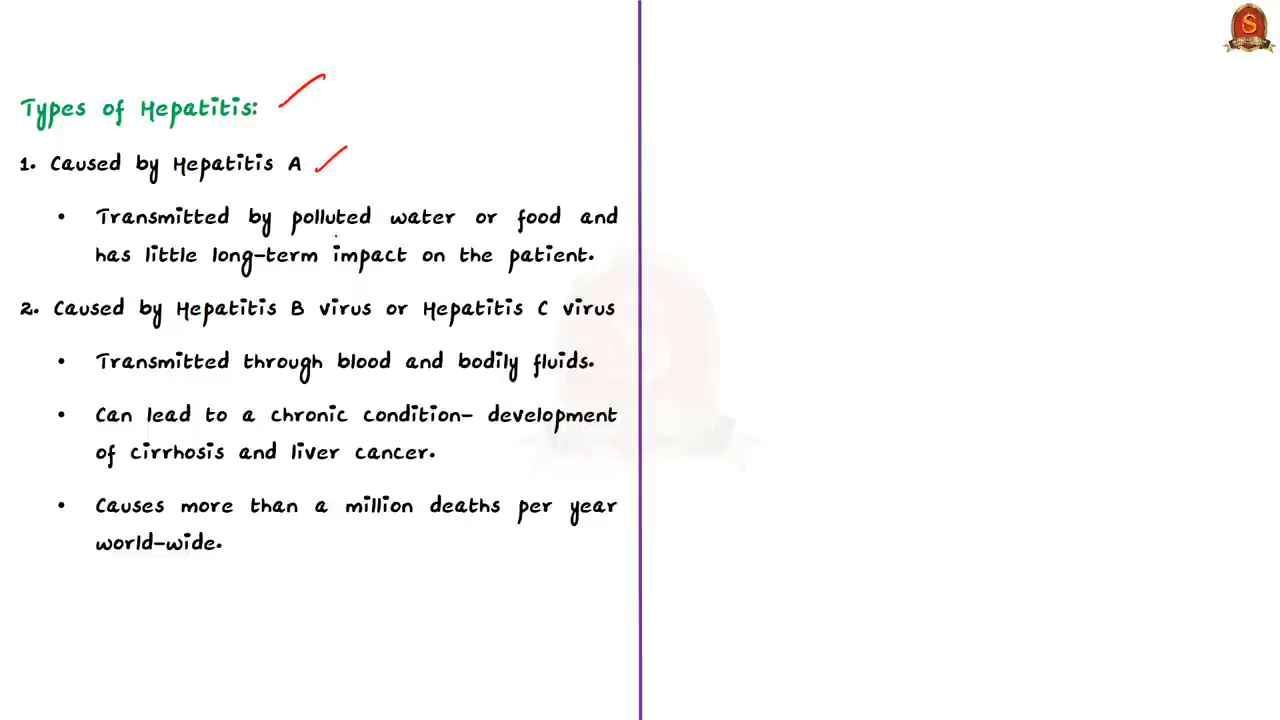 Types of Hepatitis:
1. Caused by Hepatitis A
• Transmitted by polluted water or food and
has little long-term impact on the patient.
2. Caused by Hepatitis B virus or Hepatitis C virus
• Transmitted through blood and bodily fluids.
• Can lead to a chronic condition- development
of cirrhosis and liver cancer.
• Causes more than a million deaths per year
world-wide.
S